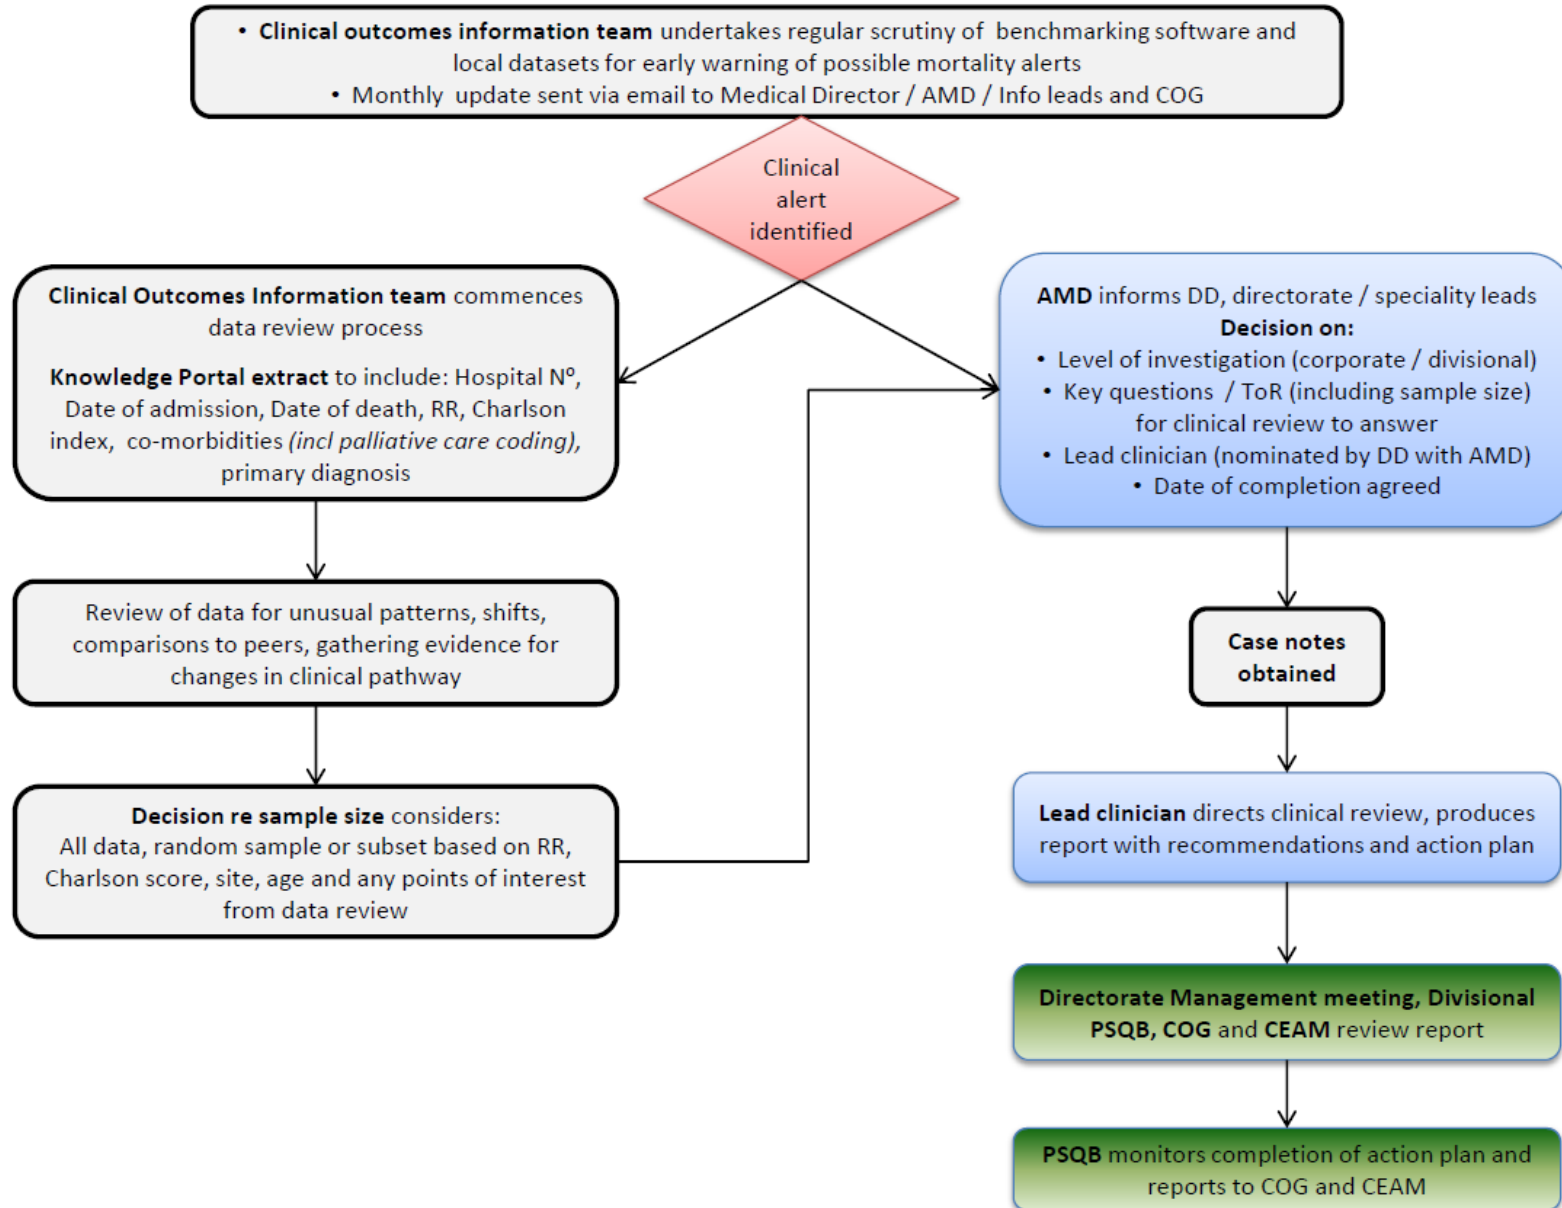 • Clinical outcomes information team undertakes regular scrutiny of benchmarking software and
local datasets for early warning of possible mortality alerts
• Monthly update sent via email to Medical Director / AMD / Info leads and COG
Clinical
alert
identified
Clinical Outcomes Information team commences
data review process
Knowledge Portal extract to include: Hospital Nº,
Date of admission, Date of death, RR, Charlson
index, co-morbidities (incl palliative care coding),
primary diagnosis
Review of data for unusual patterns, shifts,
comparisons to peers, gathering evidence for
changes in clinical pathway
Decision re sample size considers:
All data, random sample or subset based on RR,
Charlson score, site, age and any points of interest
from data review
AMD informs DD, directorate / speciality leads
Decision on:
• Level of investigation (corporate / divisional)
• Key questions / ToR (including sample size)
for clinical review to answer
• Lead clinician (nominated by DD with AMD)
• Date of completion agreed
Case notes
obtained
Lead clinician directs clinical review, produces
report with recommendations and action plan
Directorate Management meeting, Divisional
PSQB, COG and CEAM review report
PSQB monitors completion of action plan and
reports to COG and CEAM